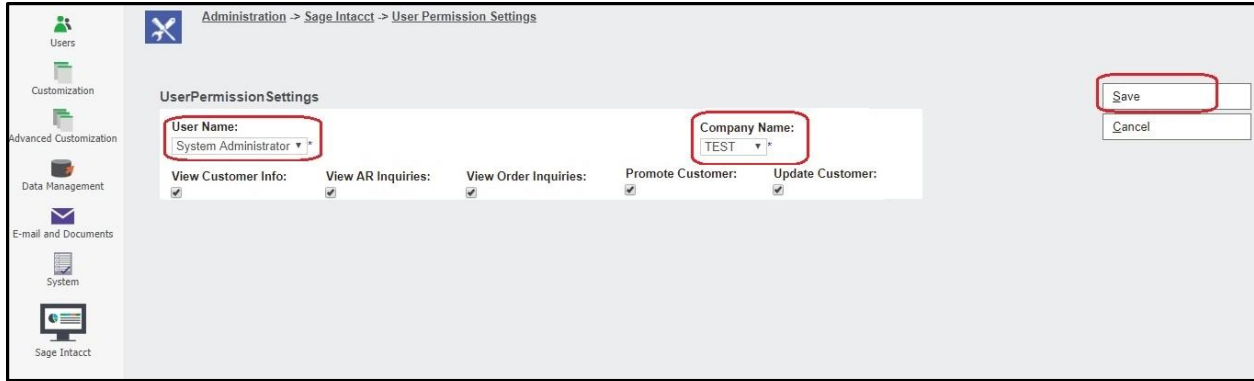 Administration -> Sage Intacct -> User Permission Settings
Users
Customization
Advanced Customization
Data Management
E-mail and Documents
System
Sage Intacct
UserPermissionSettings
User Name: Company Name:
System Administrator * TEST *
View Customer Info: View AR Inquiries: View Order Inquiries: Promote Customer: Update Customer:
Save
Cancel